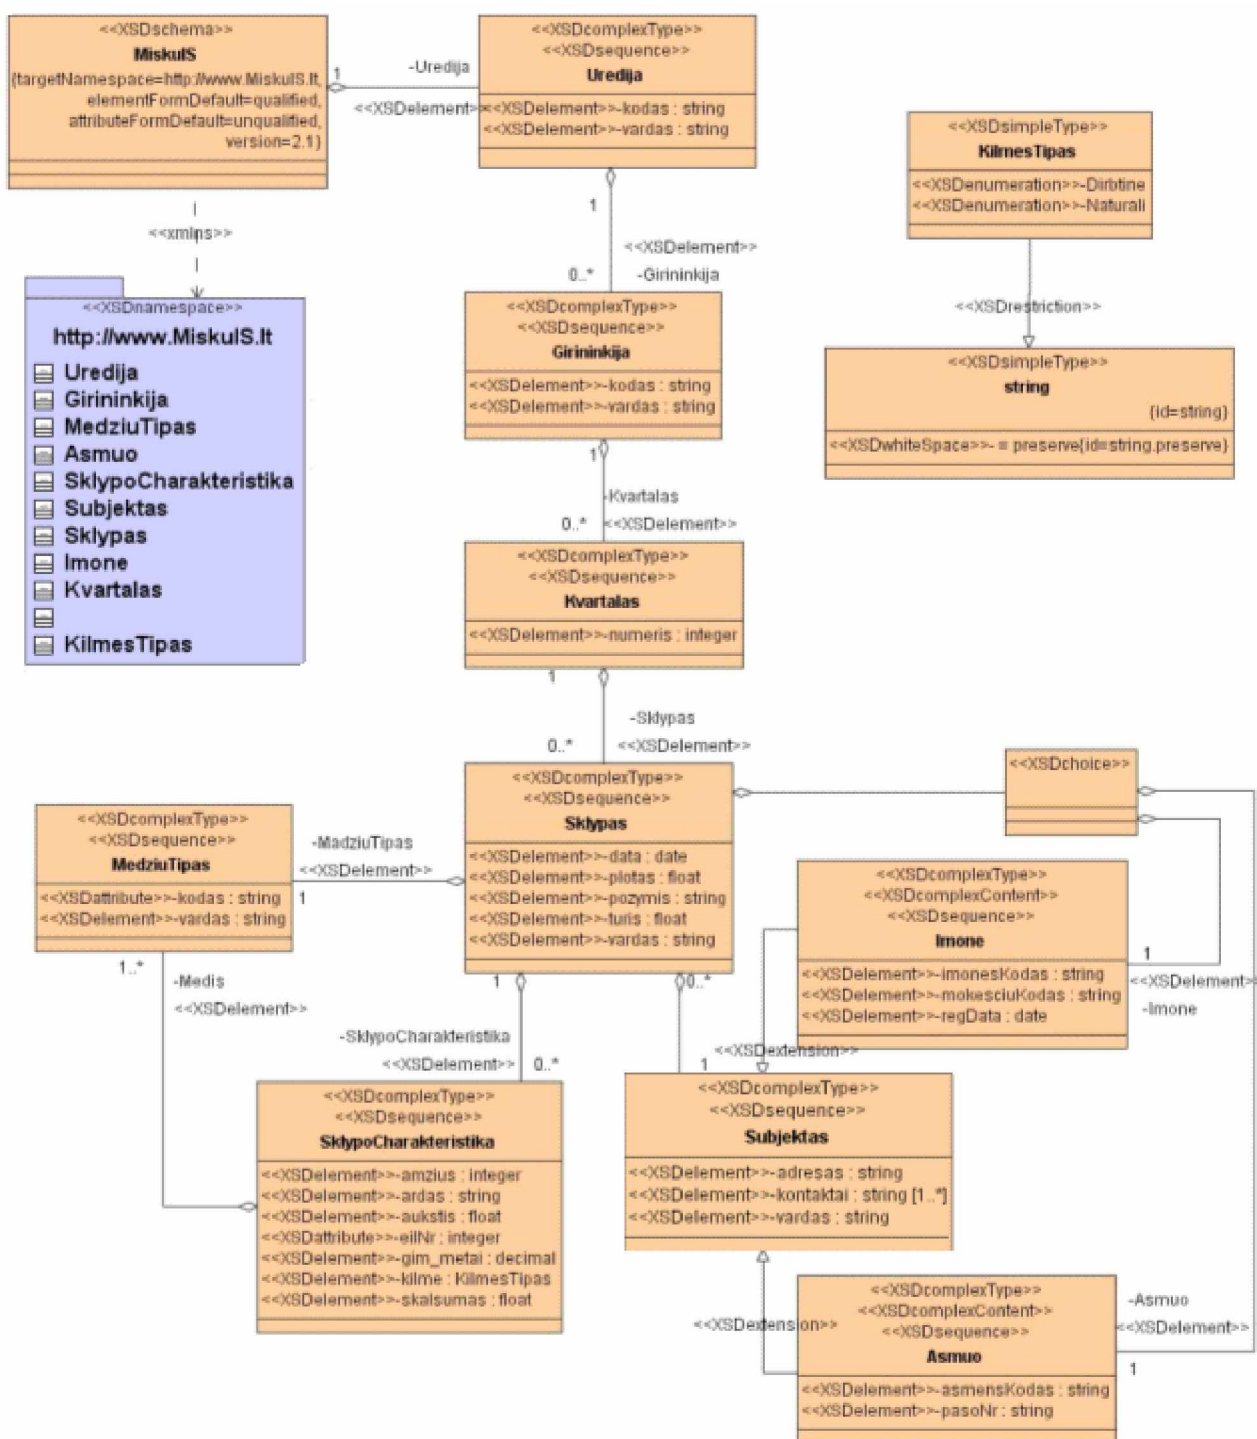 <<XSDschema>>
MiskuIS
{targetNamespace=http://www.MiskuIS.lt,
elementFormDefault=qualified,
attributeFormDefault=unqualified,
version=2.1}
1
-Uredija
<<XSDelement>>
<<XSDcomplexType>>
<<XSDsequence>>
Uredija
<<XSDelement>>-kodas : string
<<XSDelement>>-vardas : string
<<XSDsimpleType>>
KilmesTipas
<<XSDenumeration>>-Dirbtine
<<XSDenumeration>>-Naturali
<<xmlns>>
1
<<XSDelement>>
0..*
-Girininkija
<<XSDrestriction>>
<<XSDnamespace>>
http://www.MiskuIS.lt
Uredija
Girininkija
MedziuTipas
Asmuo
SklypoCharakteristika
Subjektas
Sklypas
Imone
Kvartalas
KilmesTipas
<<XSDcomplexType>>
<<XSDsequence>>
Girininkija
<<XSDelement>>-kodas : string
<<XSDelement>>-vardas : string
<<XSDsimpleType>>
string
{id=string}
<<XSDwhiteSpace>>- = preserve{id=string.preserve}
1
-Kvartalas
0..*
<<XSDelement>>
<<XSDcomplexType>>
<<XSDsequence>>
Kvartalas
<<XSDelement>>-numeris : integer
1
-Sklypas
0..*
<<XSDelement>>
<<XSDcomplexType>>
<<XSDsequence>>
Sklypas
<<XSDelement>>-data : date
<<XSDelement>>-plotas : float
<<XSDelement>>-pozymis : string
<<XSDelement>>-turis : float
<<XSDelement>>-vardas : string
<<XSDchoice>>
<<XSDcomplexType>>
<<XSDsequence>>
MedziuTipas
<<XSDattribute>>-kodas : string
<<XSDelement>>-vardas : string
-MadziuTipas
<<XSDelement>>
1
<<XSDcomplexType>>
<<XSDcomplexContent>>
<<XSDsequence>>
Imone
<<XSDelement>>-imonesKodas : string
<<XSDelement>>-mokesciuKodas : string
<<XSDelement>>-regData : date
1
<<XSDelement>>
-Imone
1..*
-Medis
<<XSDelement>>
1
-SklypoCharakteristika
<<XSDelement>>
0..*
0..*
1
<<XSDextension>>
<<XSDcomplexType>>
<<XSDsequence>>
SklypoCharakteristika
<<XSDelement>>-amzius : integer
<<XSDelement>>-ardas : string
<<XSDelement>>-aukstis : float
<<XSDattribute>>-eilNr : integer
<<XSDelement>>-gim_metai : decimal
<<XSDelement>>-kilme : KilmesTipas
<<XSDelement>>-skalsumas : float
<<XSDcomplexType>>
<<XSDsequence>>
Subjektas
<<XSDelement>>-adresas : string
<<XSDelement>>-kontaktai : string [1..*]
<<XSDelement>>-vardas : string
<<XSDextension>>
<<XSDcomplexType>>
<<XSDcomplexContent>>
<<XSDsequence>>
Asmuo
<<XSDelement>>-asmensKodas : string
<<XSDelement>>-pasoNr : string
-Asmuo
<<XSDelement>>
1